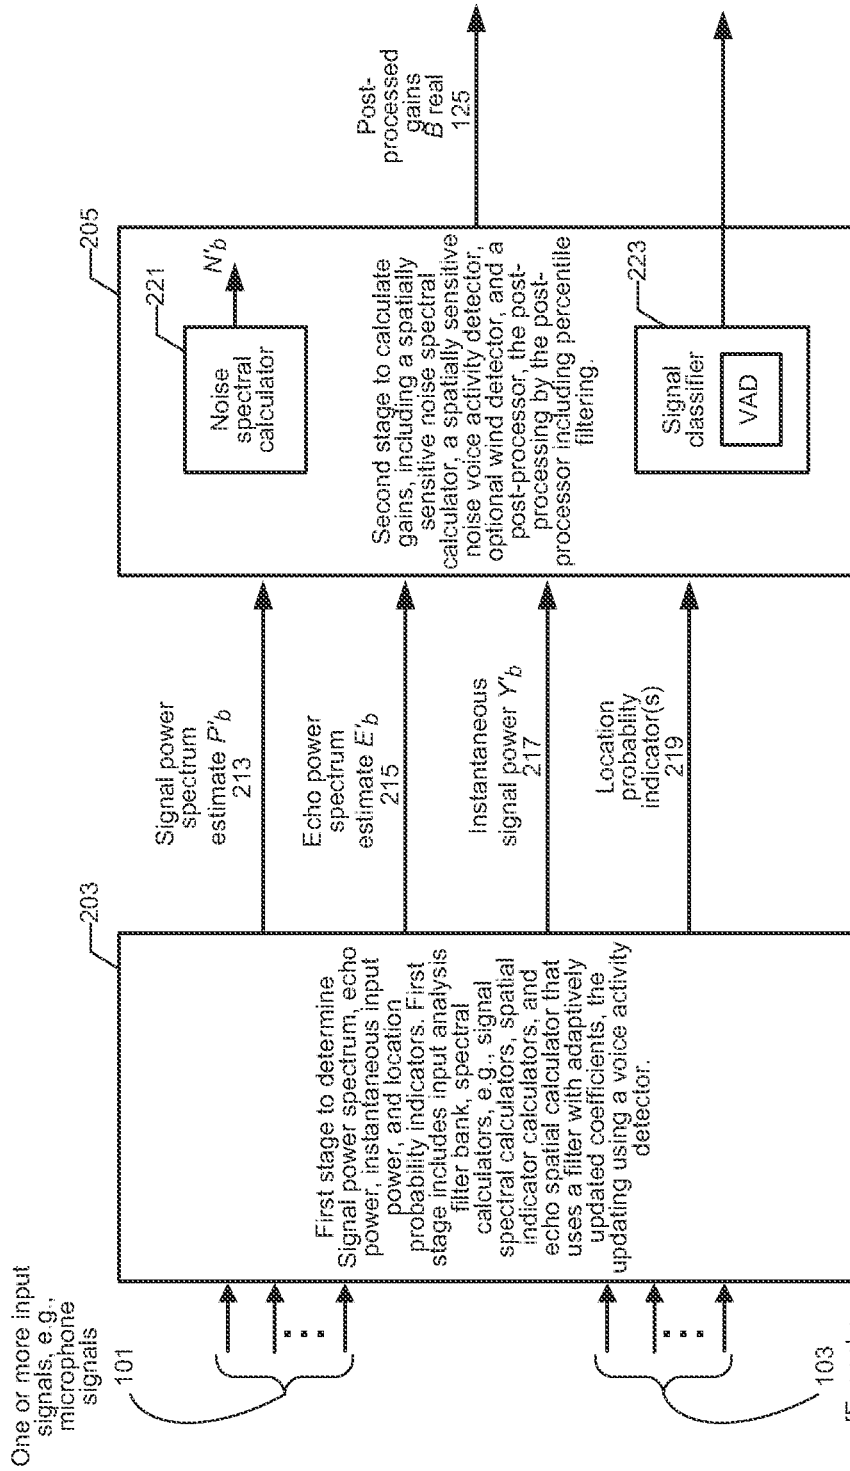 One or more input
signals, e.g.,
microphone
signals
101
103
203
First stage to determine
Signal power spectrum, echo
power, instantaneous input
power, and location
probability indicators. First
stage includes input analysis
filter bank, spectral
calculators, e.g., signal
spectral calculators, spatial
indicator calculators, and
echo spatial calculator that
uses a filter with adaptively
updated coefficients, the
updating using a voice activity
detector.
Signal power
spectrum
estimate P'b
213
Echo power
spectrum
estimate E'b
215
Instantaneous
signal power Y'b
217
Location
probability
indicator(s)
219
205
221
Noise
spectral
calculator
N'b
Second stage to calculate
gains, including a spatially
sensitive noise spectral
calculator, a spatially sensitive
noise voice activity detector,
optional wind detector, and a
post-processor, the post-
processing by the post-
processor including percentile
filtering.
223
Signal
classifier
VAD
Post-
processed
gains
B real
125